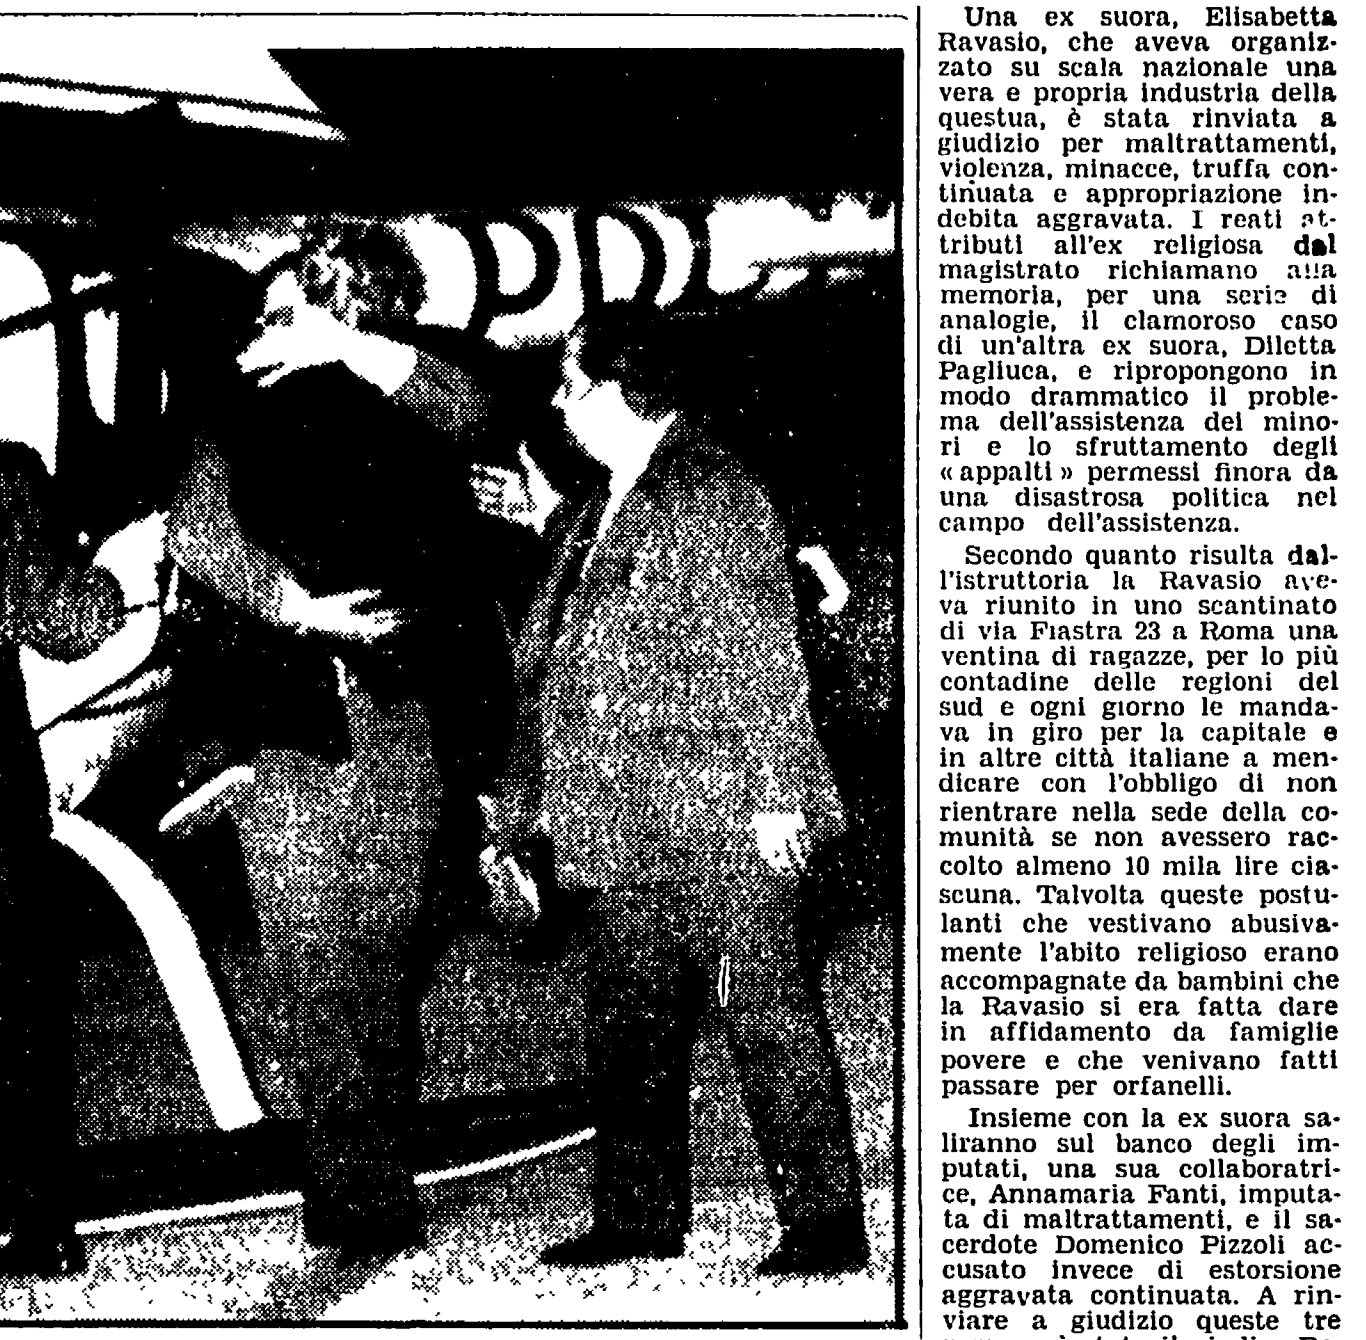 Una ex suora, Elisabetta
Ravasio, che aveva organiz-
zato su scala nazionale una
vera e propria industria della
questua, è stata rinviata a
giudizio per maltrattamenti,
violenza, minacce, truffa con-
tinuata e appropriazione in-
debita aggravata. I reati at-
tributi all'ex religiosa dal
magistrato richiamano alla
memoria, per una serie di
analogie, il clamoroso caso
di un'altra ex suora, Diletta
Pagliuca, e ripropongono in
modo drammatico il proble-
ma dell'assistenza dei mino-
ri e lo sfruttamento degli
« appalti » permessi finora da
una disastrosa politica nel
campo dell'assistenza.
Secondo quanto risulta dal-
l'istruttoria la Ravasio ave-
va riunito in uno scantinato
di via Fiastra 23 a Roma una
ventina di ragazze, per lo più
contadine delle regioni del
sud e ogni giorno le manda-
va in giro per la capitale e
in altre città italiane a men-
dicare con l'obbligo di non
rientrare nella sede della co-
munità se non avessero rac-
colto almeno 10 mila lire cia-
scuna. Talvolta queste postu-
lanti che vestivano abusiva-
mente l'abito religioso erano
accompagnate da bambini che
la Ravasio si era fatta dare
in affidamento da famiglie
povere e che venivano fatti
passare per orfanelli.
Insieme con la ex suora sa-
liranno sul banco degli im-
putati, una sua collaboratri-
ce, Annamaria Fanti, imputa-
ta di maltrattamenti, e il sa-
cerdote Domenico Pizzoli ac-
cusato invece di estorsione
aggravata continuata. A rin-
viare a giudizio queste tre